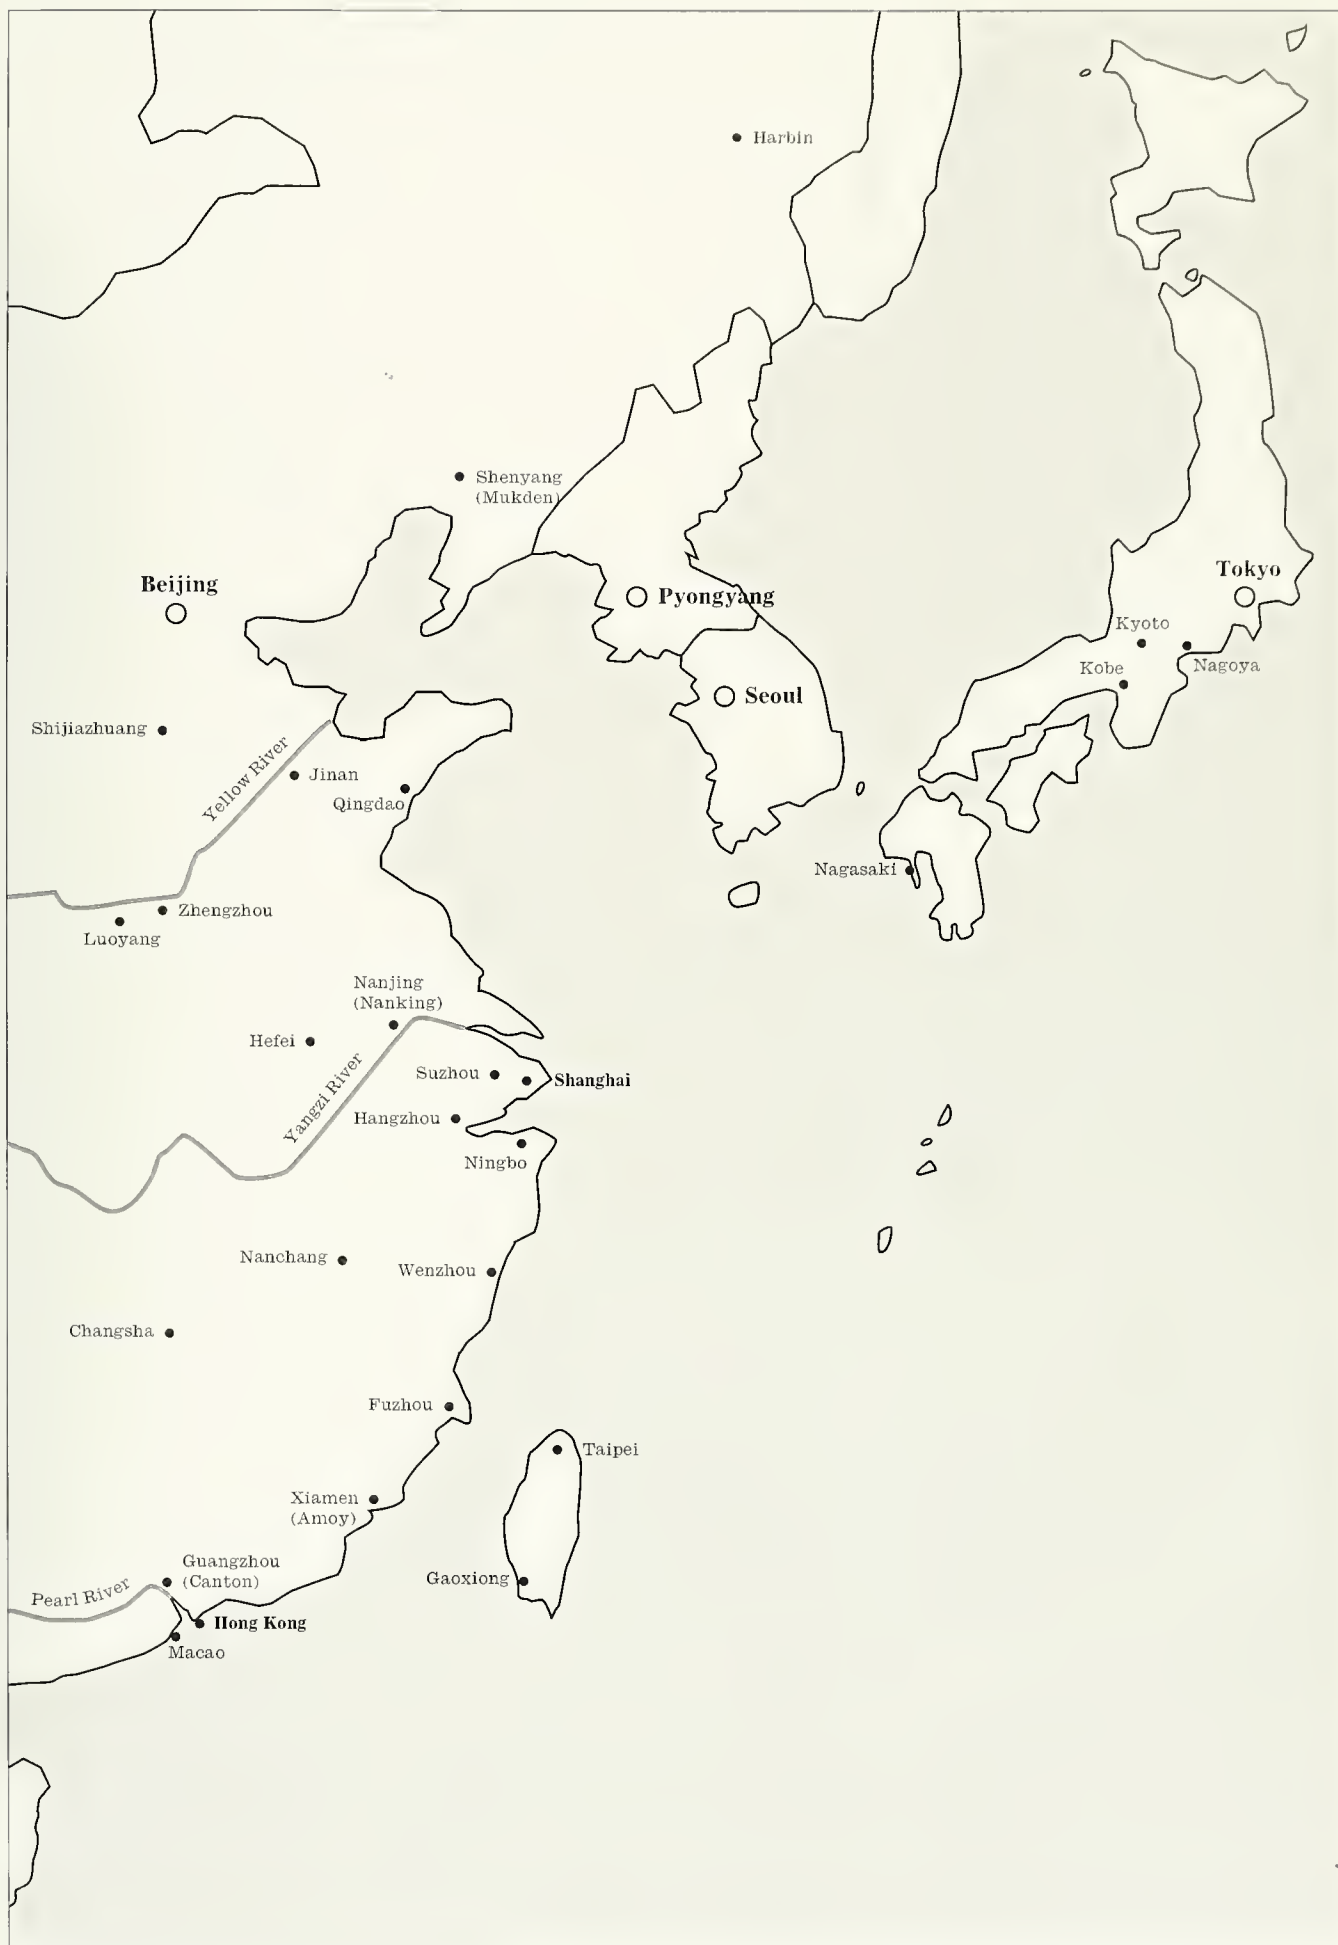 Harbin
Shenyang
(Mukden)
Beijing
Pyongyang
Tokyo
Kyoto
Kobe
Nagoya
Seoul
Shijiazhuang
Yellow River
Jinan
Qingdao
Nagasaki
Zhengzhou
Luoyang
Nanjing
(Nanking)
Hefei
Yangzi River
Suzhou
Shanghai
Hangzhou
Ningbo
Nanchang
Wenzhou
Changsha
Fuzhou
Taipei
Xiamen
(Amoy)
Guangzhou
(Canton)
Gaoxiong
Pearl River
Hong Kong
Macao